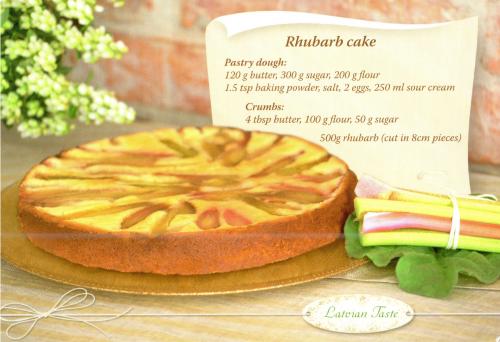 Rhubarb cake
Pastry dough:
120 g butter, 300 g sugar, 200 g flour
1.5 tsp baking powder, salt, 2 eggs, 250 ml sour cream
Crumbs:
4 tbsp butter, 100 g flour, 50 g sugar
500g rhubarb (cut in 8cm pieces)
Latvian Taste